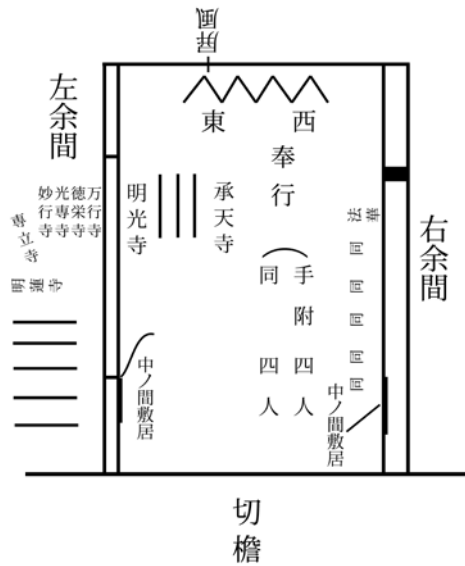 屏風
東
西
奉行
左余間
右余間
万行寺
徳栄寺
光専寺
妙行寺
専立寺
明蓮寺
明光寺
承天寺
法華
同
同
同
同
同
手附 四人
同 四人
中ノ間敷居
中ノ間敷居
切檐